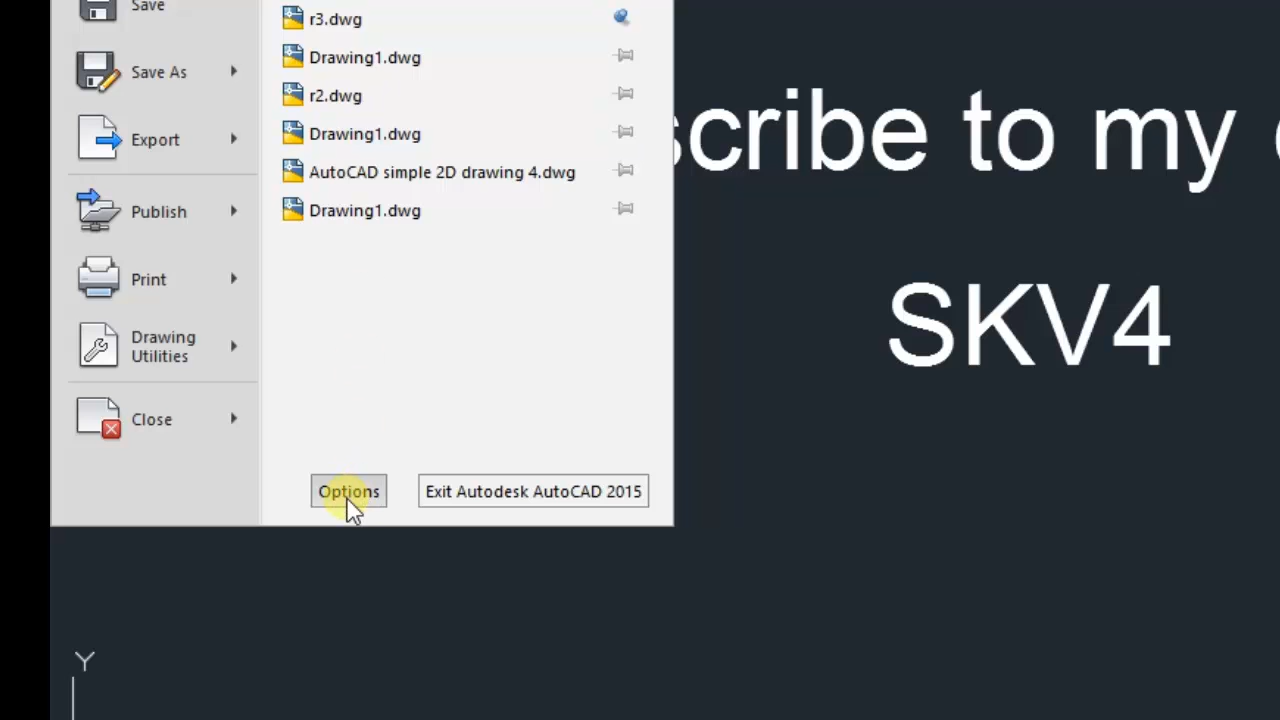 Save
r3.dwg
Drawing1.dwg
Save As
r2.dwg
Export
Drawing1.dwg
scribe to my
AutoCAD simple 2D drawing 4.dwg
Publish
Drawing1.dwg
Print
SKV4
Drawing
Utilities
Close
Options
Exit Autodesk AutoCAD 2015
Y